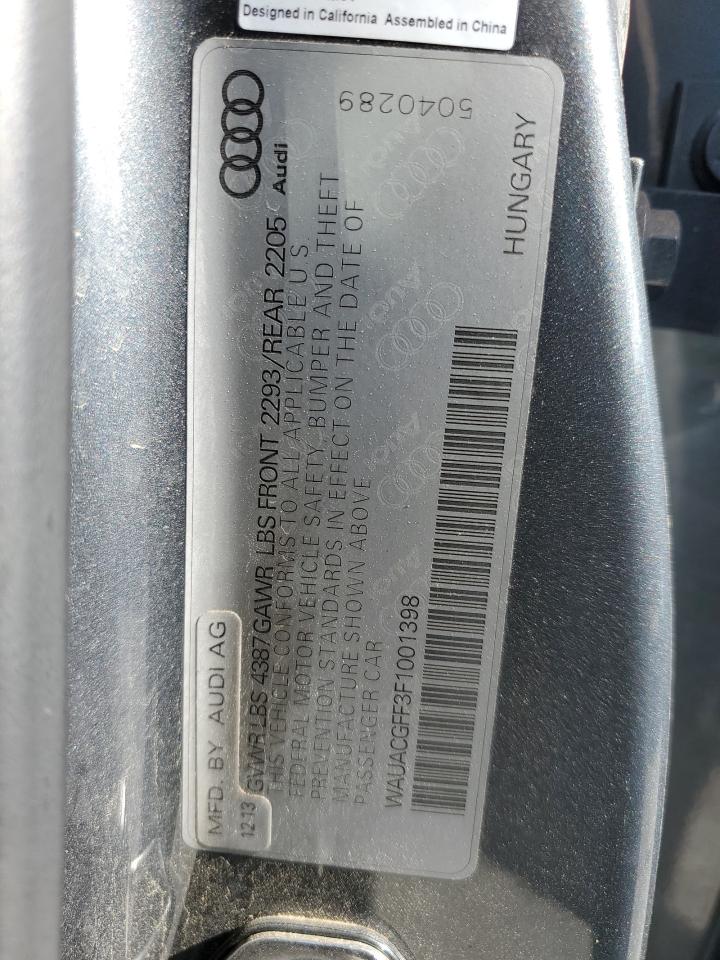 Designed in California Assembled in China
MFD. BY AUDI AG
12.13
GVWR LBS 4387GAWR LBS FRONT 2293/REAR 2205
THIS VEHICLE CONFORMS TO ALL APPLICABLE U S
FEDERAL MOTOR VEHICLE SAFETY, BUMPER AND THEFT
PREVENTION STANDARDS IN EFFECT ON THE DATE OF
MANUFACTURE SHOWN ABOVE
PASSENGER CAR
WAUACGFF3F1001398
Audi
5040289
HUNGARY